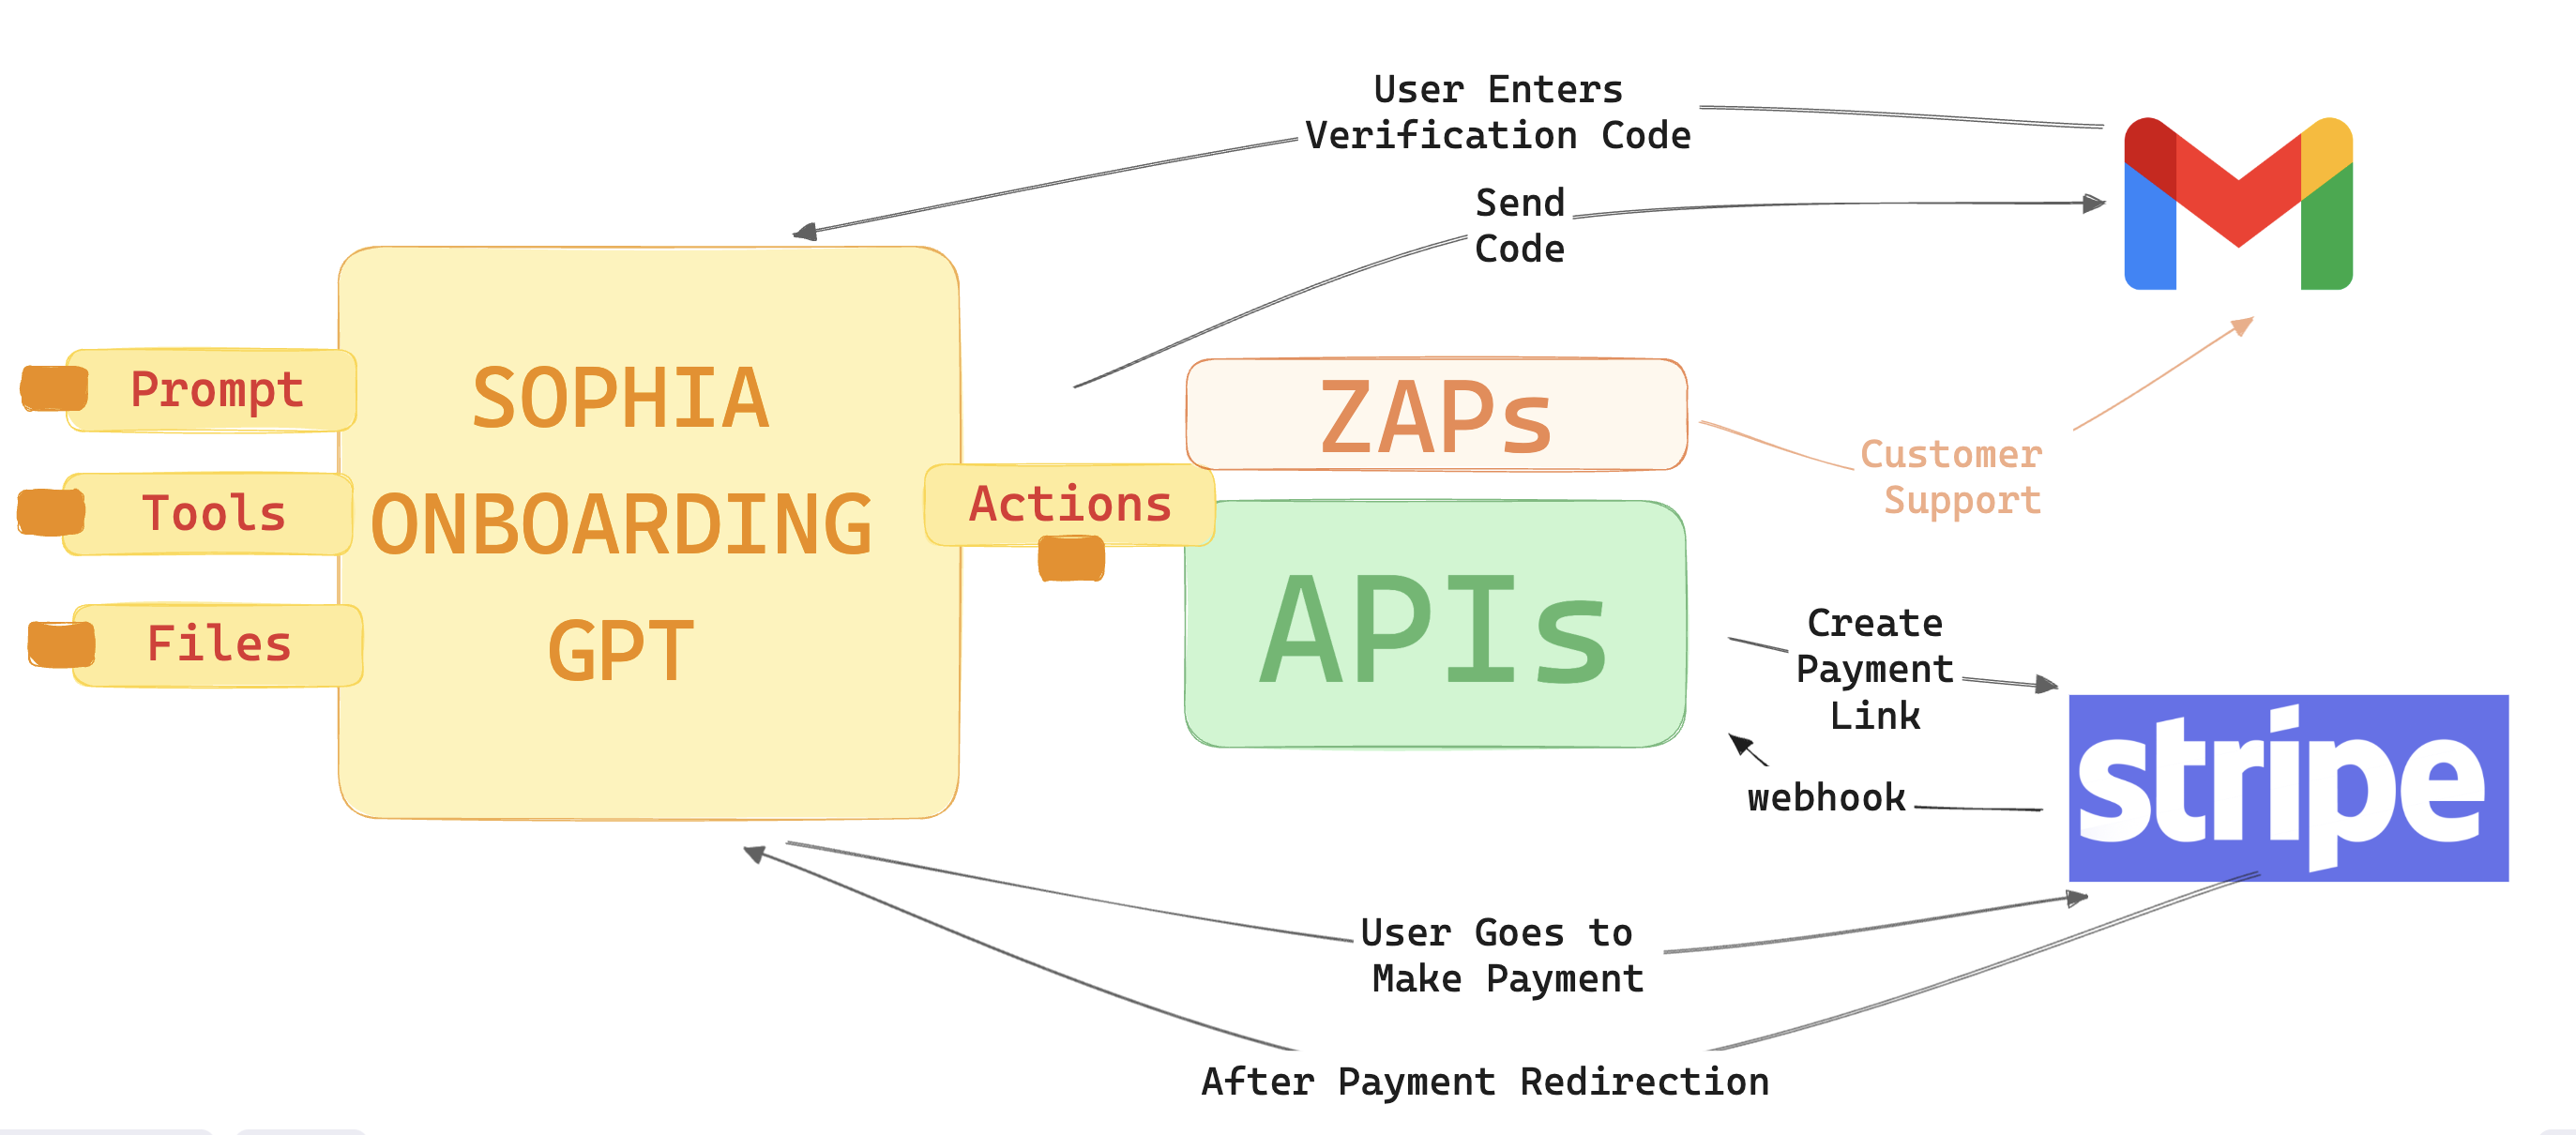 User Enters
Verification Code
Send
Code
Prompt
Tools
Files
SOPHIA
ONBOARDING
GPT
Actions
ZAPs
APIs
Customer
Support
Create
Payment
Link
webhook
stripe
User Goes to
Make Payment
After Payment Redirection